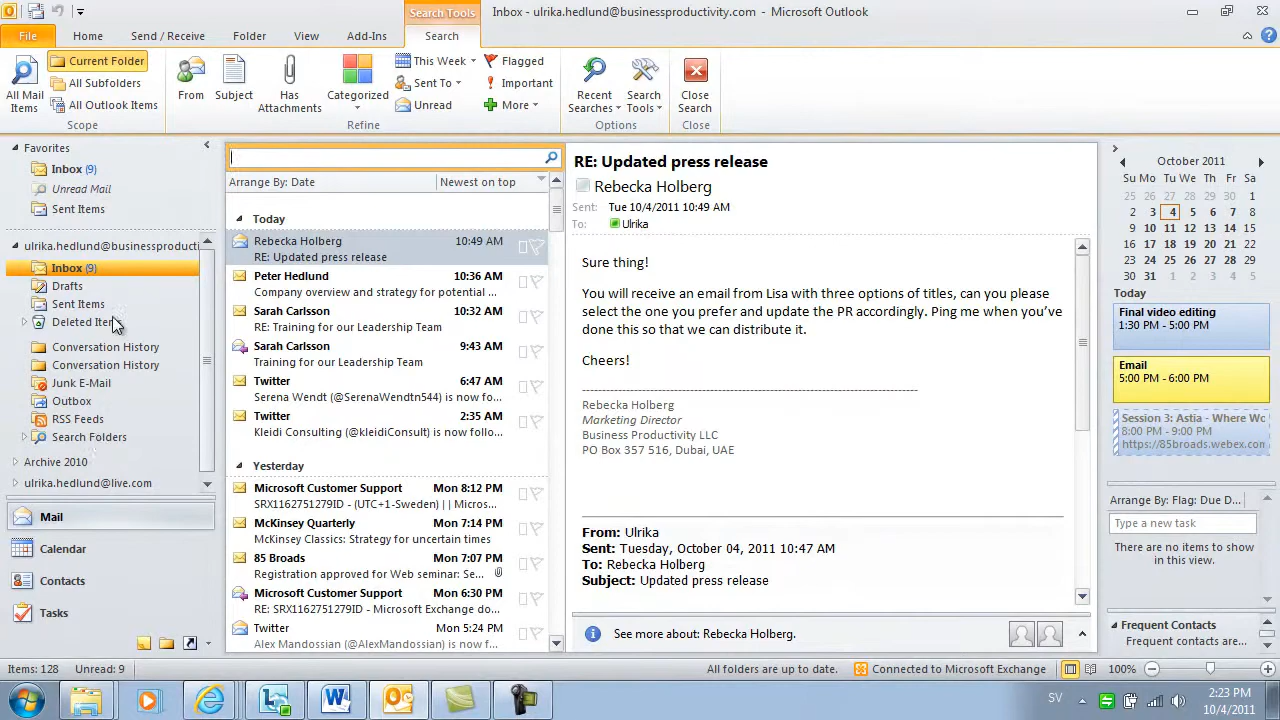 Search Tools
Inbox - ulrika.hedlund@businessproductivity.com - Microsoft Outlook
File
Home
Send / Receive
Folder
View
Add-Ins
Search
All Mail Items
Current Folder
All Subfolders
All Outlook Items
Scope
From
Subject
Has Attachments
Categorized
This Week
Sent To
Unread
Flagged
Important
More
Refine
Recent Searches
Search Tools
Options
Close Search
Close
Favorites
Inbox (9)
Unread Mail
Sent Items
ulrika.hedlund@businessproducti
Inbox (9)
Drafts
Sent Items
Deleted Iter
Conversation History
Conversation History
Junk E-Mail
Outbox
RSS Feeds
Search Folders
Archive 2010
ulrika.hedlund@live.com
Mail
Calendar
Contacts
Tasks
Arrange By: Date
Newest on top
Today
Rebecka Holberg 10:49 AM
RE: Updated press release
Peter Hedlund 10:36 AM
Company overview and strategy for potential ...
Sarah Carlsson 10:32 AM
RE: Training for our Leadership Team
Sarah Carlsson 9:43 AM
Training for our Leadership Team
Twitter 6:47 AM
Serena Wendt (@SerenaWendtn544) is now follo...
Twitter 2:35 AM
Kleidi Consulting (@kleidiConsult) is now follo...
Yesterday
Microsoft Customer Support Mon 8:12 PM
SRX1162751279ID - (UTC+1-Sweden) | | Micros...
McKinsey Quarterly Mon 7:14 PM
McKinsey Classics: Strategy for uncertain times
85 Broads Mon 7:07 PM
Registration approved for Web seminar: Se...
Microsoft Customer Support Mon 6:30 PM
RE: SRX1162751279ID - Microsoft Exchange do...
Twitter Mon 5:24 PM
Alex Mandossian (@AlexMandossian) is now f...
RE: Updated press release
Rebecka Holberg
Sent: Tue 10/4/2011 10:49 AM
To: Ulrika
Sure thing!
You will receive an email from Lisa with three options of titles, can you please
select the one you prefer and update the PR accordingly. Ping me when you've
done this so that we can distribute it.
Cheers!
Rebecka Holberg
Marketing Director
Business Productivity LLC
PO Box 357 516, Dubai, UAE
From: Ulrika
Sent: Tuesday, October 04, 2011 10:47 AM
To: Rebecka Holberg
Subject: Updated press release
See more about: Rebecka Holberg.
October 2011
Su Mo Tu We Th Fr Sa
25 26 27 28 29 30 1
2 3 4 5 6 7 8
9 10 11 12 13 14 15
16 17 18 19 20 21 22
23 24 25 26 27 28 29
30 31 1 2 3 4 5
Today
Final video editing
1:30 PM - 5:00 PM
Email
5:00 PM - 6:00 PM
Session 3: Astia - Where Wo
8:00 PM - 9:00 PM
https://85broads.webex.com
Arrange By: Flag: Due D...
Type a new task
There are no items to show
in this view.
Frequent Contacts
Frequent contacts are...
Items: 128
Unread: 9
All folders are up to date.
Connected to Microsoft Exchange
100%
SV
2:23 PM
10/4/2011